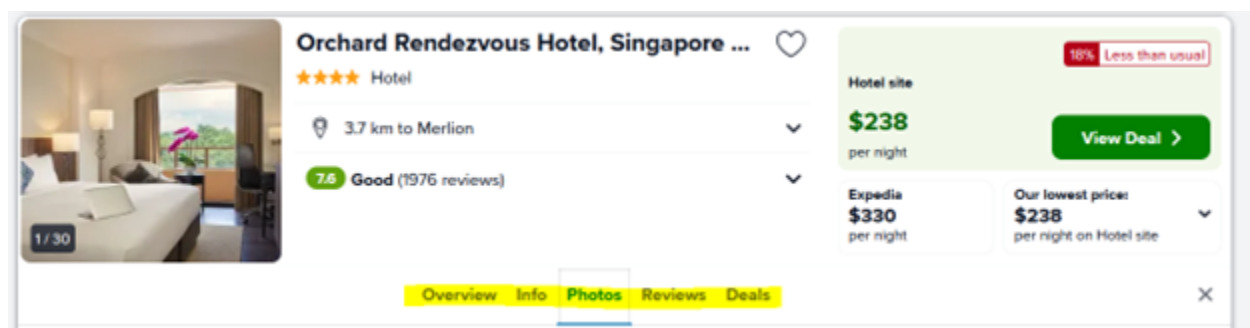 Orchard Rendezvous Hotel, Singapore ...
Hotel
3.7 km to Merlion
7.6 Good (1976 reviews)
1/30
18% Less than usual
Hotel site
$238
per night
View Deal
Expedia
$330
per night
Our lowest price:
$238
per night on Hotel site
Overview Info Photos Reviews Deals